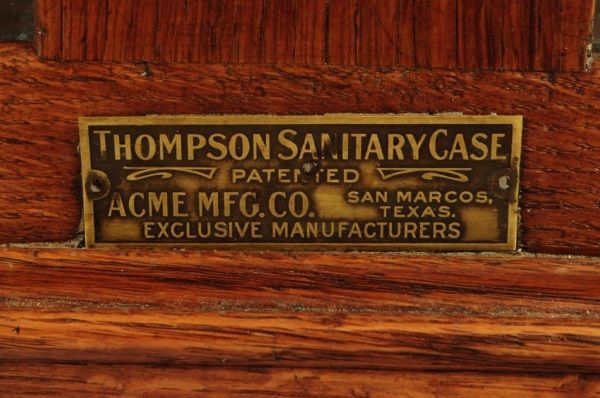 THOMPSON SANITARY CASE
PATENTED
ACME MFG. CO. SAN MARCOS, TEXAS.
EXCLUSIVE MANUFACTURERS